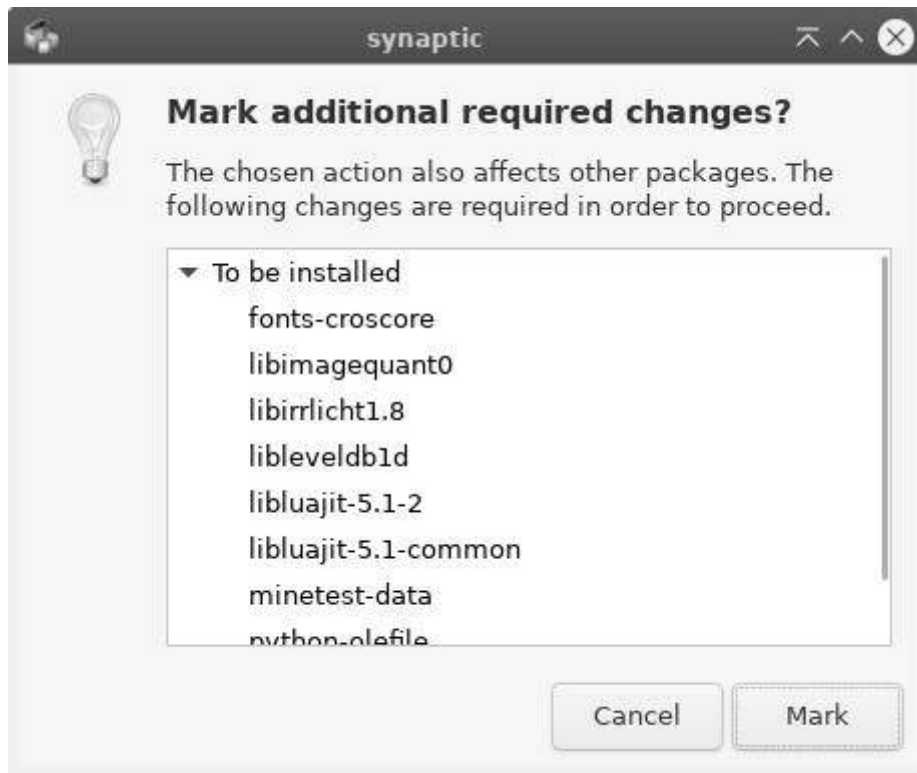 synaptic
Mark additional required changes?
The chosen action also affects other packages. The
following changes are required in order to proceed.
To be installed
fonts-croscore
libimagequant0
libirrlicht1.8
libleveldb1d
libluajit-5.1-2
libluajit-5.1-common
minetest-data
python-olefile
Cancel
Mark